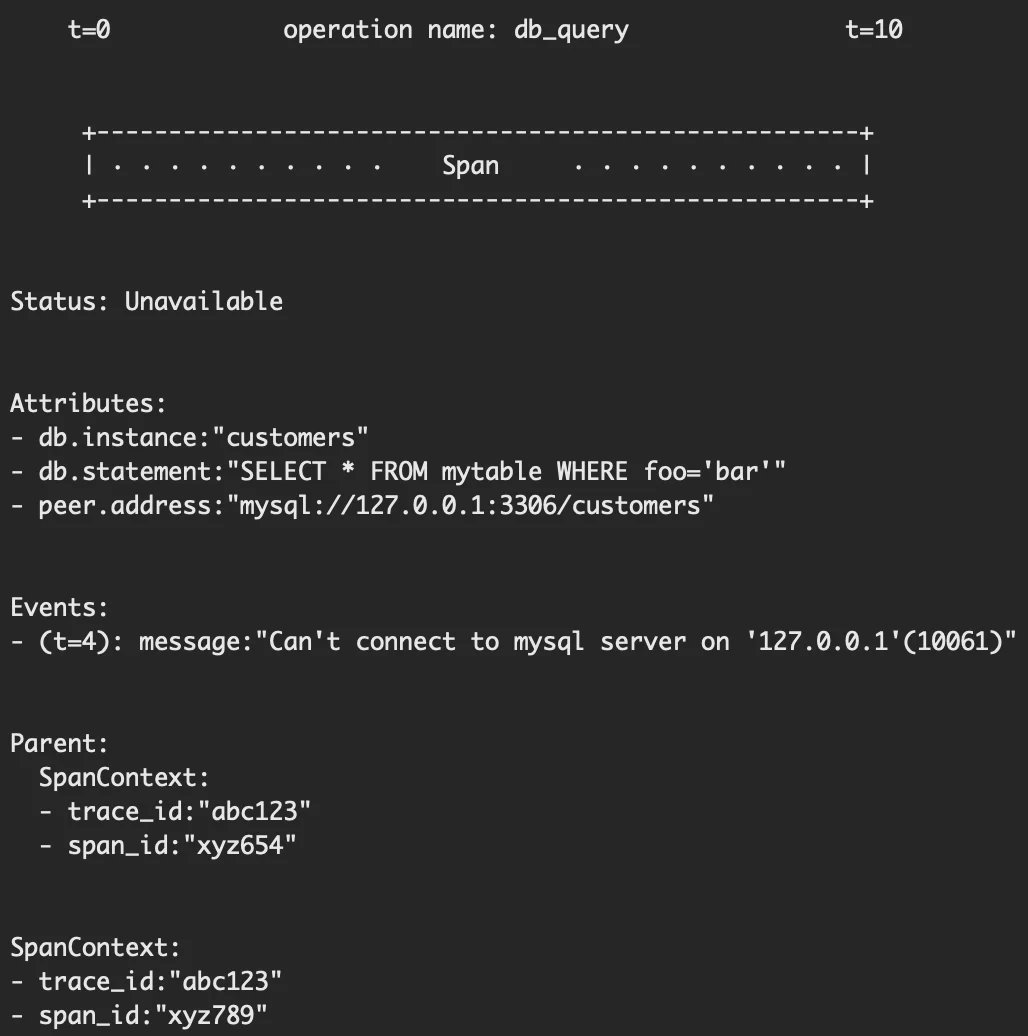 t=0            operation name: db_query               t=10
+-----------------------------------------------------+
| · · · · · · · · · ·    Span     · · · · · · · · · · |
+-----------------------------------------------------+
Status: Unavailable
Attributes:
- db.instance:"customers"
- db.statement:"SELECT * FROM mytable WHERE foo='bar'"
- peer.address:"mysql://127.0.0.1:3306/customers"
Events:
- (t=4): message:"Can't connect to mysql server on '127.0.0.1'(10061)"
Parent:
  SpanContext:
  - trace_id:"abc123"
  - span_id:"xyz654"
SpanContext:
- trace_id:"abc123"
- span_id:"xyz789"